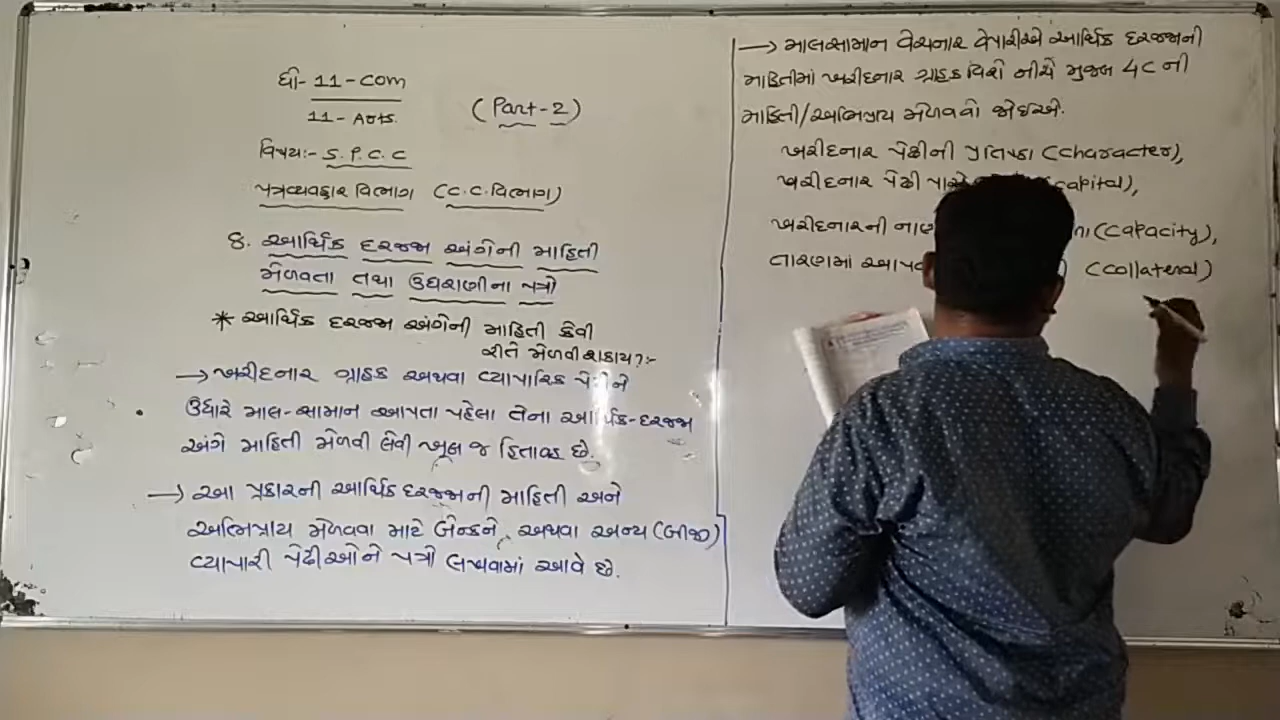 ધો- 11-com
11-Arts.
(Part-2)
વિષય:- S.P.C.C
પત્રવ્યવહાર વિભાગ (C.C.વિભાગ)
8. આર્થિક દરજ્જા અંગેની માહિતી
મેળવતા તથા ઉઘરાણીના પત્રો
* આર્થિક દરજ્જા અંગેની માહિતી કેવી
રીતે મેળવી શકાય?:-
→ ખરીદનાર ગ્રાહક અથવા વ્યાપારિક પેઢીને
ઉધારે માલ-સામાન આપતા પહેલા તેના આર્થિક-દરજ્જા
અંગે માહિતી મેળવી લેવી ખૂબ જ હિતાવહ છે.
→ આ પ્રકારની આર્થિક દરજ્જાની માહિતી અને
અભિપ્રાય મેળવવા માટે બેન્કને, અથવા અન્ય (બીજી)
વ્યાપારી પેઢીઓને પત્રો લખવામાં આવે છે.
→ માલસામાન વેચનાર વેપારીએ આર્થિક દરજ્જાની
માહિતીમાં ખરીદનાર ગ્રાહક વિશે નીચે મુજબ 4C ની
માહિતી/અભિપ્રાય મેળવવો જોઈએ.
ખરીદનાર પેઢીની પ્રતિષ્ઠા (character),
ખરીદનાર પેઢી પાસે capital),
ખરીદનારની (capacity),
તારણમાં (collateral)